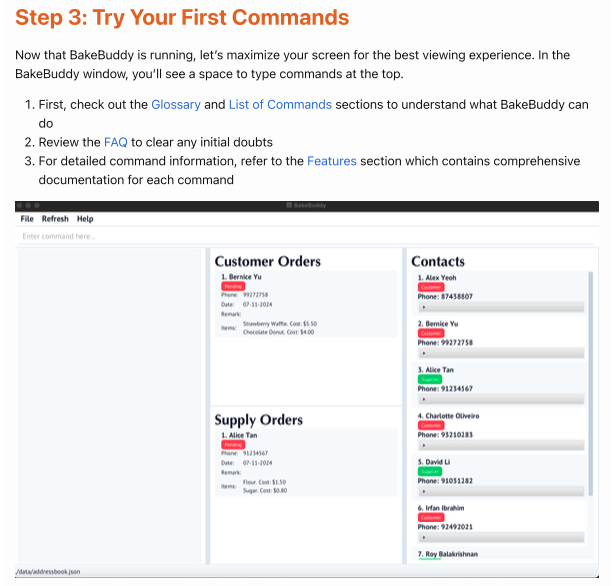 Step 3: Try Your First Commands
Now that BakeBuddy is running, let's maximize your screen for the best viewing experience. In the
BakeBuddy window, you'll see a space to type commands at the top.
1. First, check out the Glossary and List of Commands sections to understand what BakeBuddy can
do
2. Review the FAQ to clear any initial doubts
3. For detailed command information, refer to the Features section which contains comprehensive
documentation for each command
BakeBuddy
File Refresh Help
Enter command here...
Customer Orders
1. Bernice Yu
Pending
Phone: 99272758
Date: 07-11-2024
Remark:
Items: Strawberry Waffle. Cost: $5.50
Chocolate Donut. Cost: $4.00
Supply Orders
1. Alice Tan
Pending
Phone: 91234567
Date: 07-11-2024
Remark:
Items: Flour. Cost: $1.50
Sugar. Cost: $0.80
Contacts
1. Alex Yeoh
Customer
Phone: 87438807
2. Bernice Yu
Customer
Phone: 99272758
3. Alice Tan
Supplier
Phone: 91234567
4. Charlotte Oliveiro
Customer
Phone: 93210283
5. David Li
Supplier
Phone: 91031282
6. Irfan Ibrahim
Customer
Phone: 92492021
7. Roy Balakrishnan
/data/addressbook.json